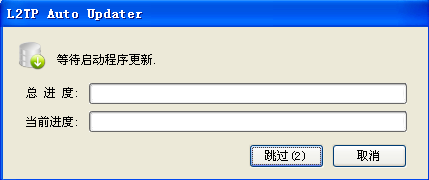 L2TP Auto Updater
等待启动程序更新.
总 进 度:
当前进度:
跳过(2) 取消